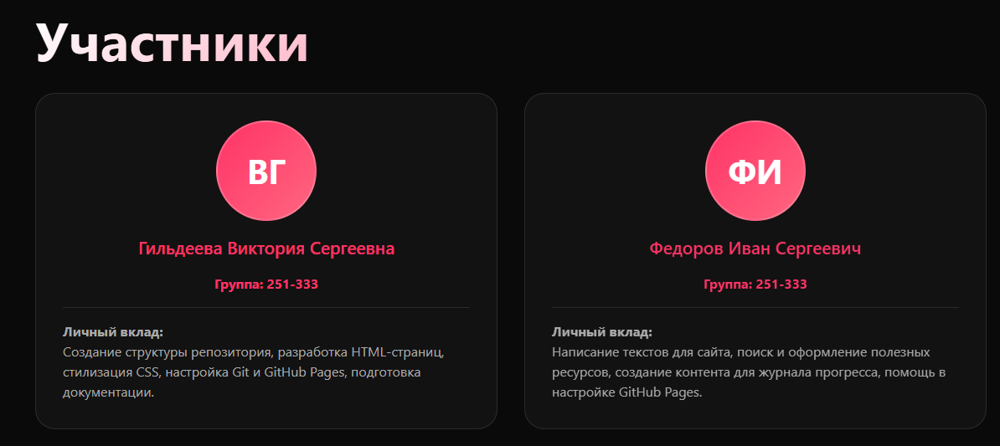 Участники
ВГ
Гильдеева Виктория Сергеевна
Группа: 251-333
Личный вклад:
Создание структуры репозитория, разработка HTML-страниц,
стилизация CSS, настройка Git и GitHub Pages, подготовка
документации.
ФИ
Федоров Иван Сергеевич
Группа: 251-333
Личный вклад:
Написание текстов для сайта, поиск и оформление полезных
ресурсов, создание контента для журнала прогресса, помощь в
настройке GitHub Pages.